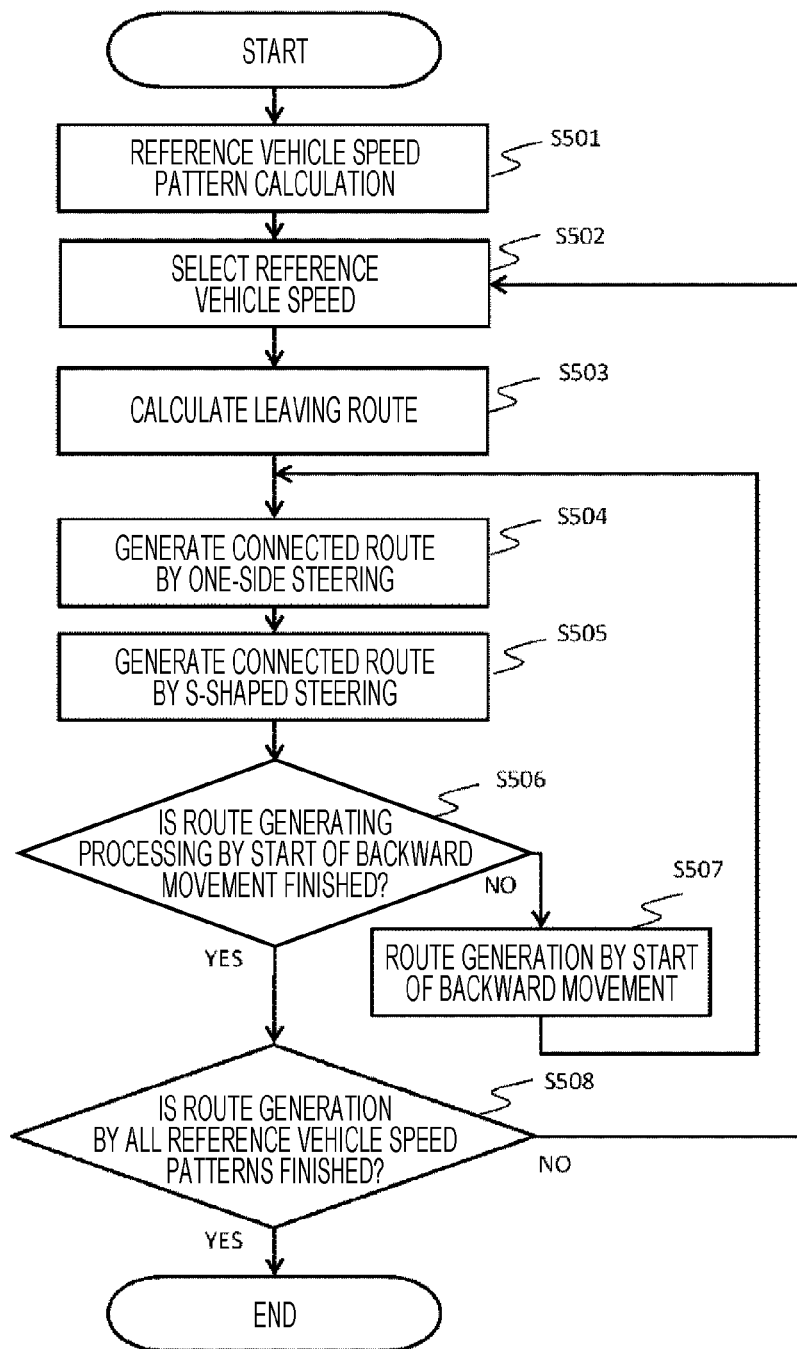 START
REFERENCE VEHICLE SPEED
PATTERN CALCULATION
S501
SELECT REFERENCE
VEHICLE SPEED
S502
CALCULATE LEAVING ROUTE
S503
GENERATE CONNECTED ROUTE
BY ONE-SIDE STEERING
S504
GENERATE CONNECTED ROUTE
BY S-SHAPED STEERING
S505
IS ROUTE GENERATING
PROCESSING BY START OF BACKWARD
MOVEMENT FINISHED?
S506
NO
YES
S507
ROUTE GENERATION BY START
OF BACKWARD MOVEMENT
IS ROUTE GENERATION
BY ALL REFERENCE VEHICLE SPEED
PATTERNS FINISHED?
S508
NO
YES
END